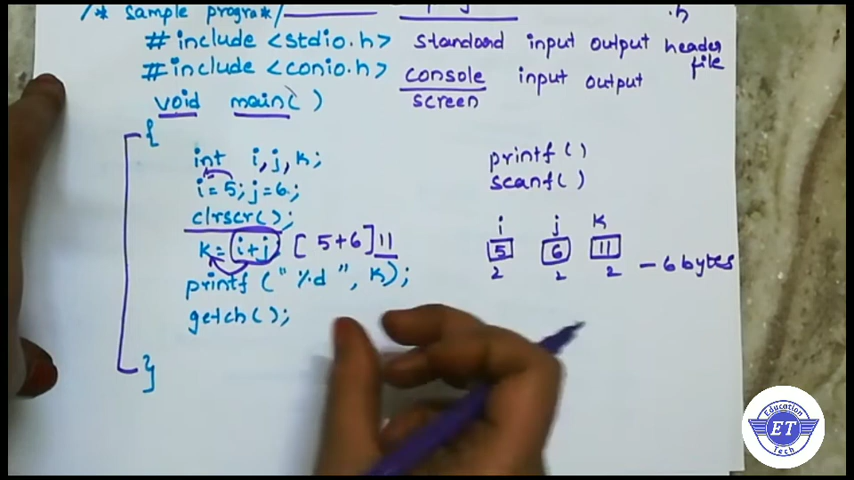 /* sample progra*/
.h
#include <stdio.h> standard input output header file
#include <conio.h> console input output
screen
void main( )
{
int i,j,k;
i=5; j=6;
clrscr();
k= i+j [ 5+6] 11
printf ("%d", k);
getch();
}
printf ()
scanf()
i j k
5 6 11
2 2 2 - 6 bytes
Education
ET
Tech